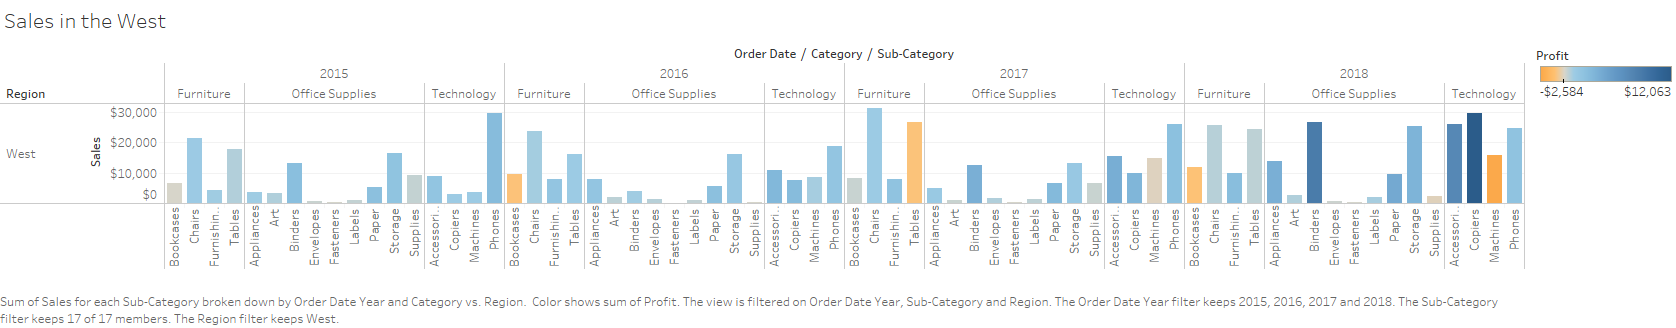 Sales in the West
Order Date / Category / Sub-Category
Profit
2015 2016 2017 2018
-$2,584 $12,063
Region Furniture Office Supplies Technology Furniture Office Supplies Technology Furniture Office Supplies Technology Furniture Office Supplies Technology
West
Sales
$30,000
$20,000
$10,000
$0
Bookcases Chairs Furnishin.. Tables Appliances Art Binders Envelopes Fasteners Labels Paper Storage Supplies Accessori.. Copiers Machines Phones Bookcases Chairs Furnishin.. Tables Appliances Art Binders Envelopes Fasteners Labels Paper Storage Supplies Accessori.. Copiers Machines Phones Bookcases Chairs Furnishin.. Tables Appliances Art Binders Envelopes Fasteners Labels Paper Storage Supplies Accessori.. Copiers Machines Phones Bookcases Chairs Furnishin.. Tables Appliances Art Binders Envelopes Fasteners Labels Paper Storage Supplies Accessori.. Copiers Machines Phones
Sum of Sales for each Sub-Category broken down by Order Date Year and Category vs. Region.  Color shows sum of Profit. The view is filtered on Order Date Year, Sub-Category and Region. The Order Date Year filter keeps 2015, 2016, 2017 and 2018. The Sub-Category
filter keeps 17 of 17 members. The Region filter keeps West.